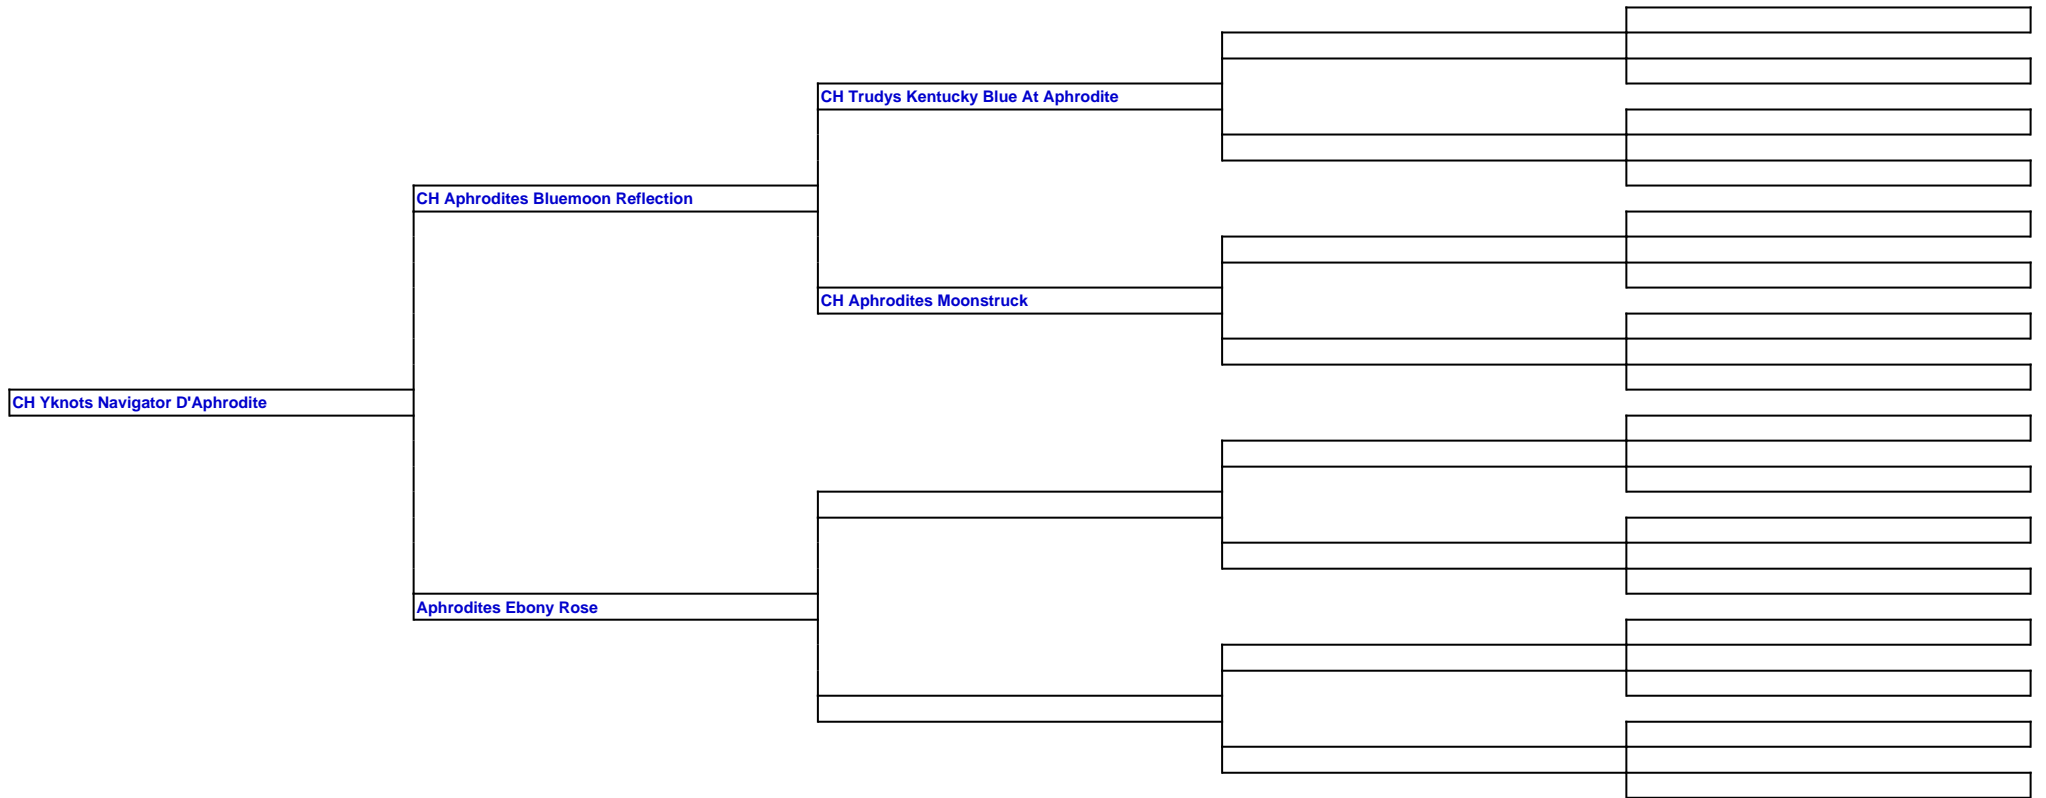 CH Trudys Kentucky Blue At Aphrodite
CH Aphrodites Bluemoon Reflection
CH Aphrodites Moonstruck
CH Yknots Navigator D'Aphrodite
Aphrodites Ebony Rose